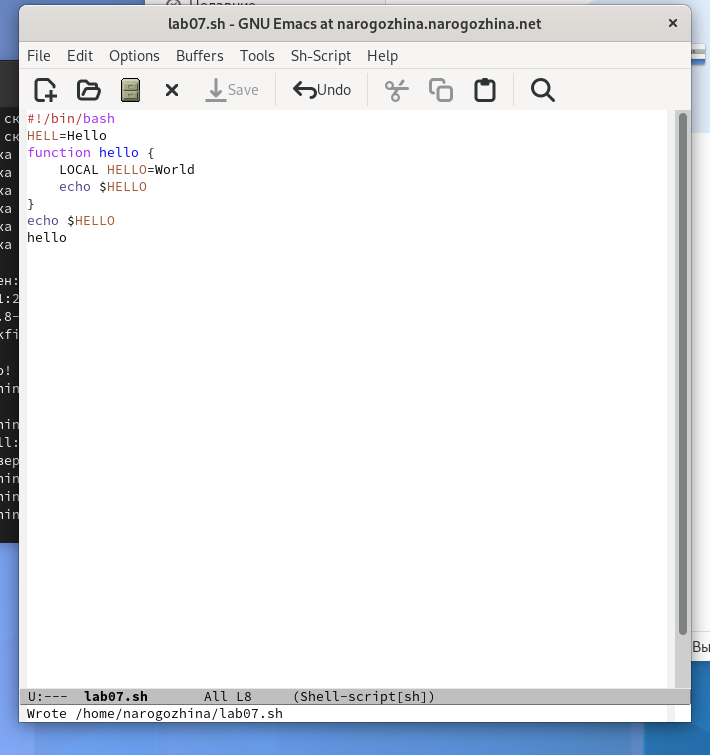 lab07.sh - GNU Emacs at narogozhina.narogozhina.net
File Edit Options Buffers Tools Sh-Script Help
Save Undo
#!/bin/bash
HELL=Hello
function hello {
    LOCAL HELLO=World
    echo $HELLO
}
echo $HELLO
hello
U:--- lab07.sh All L8 (Shell-script[sh])
Wrote /home/narogozhina/lab07.sh